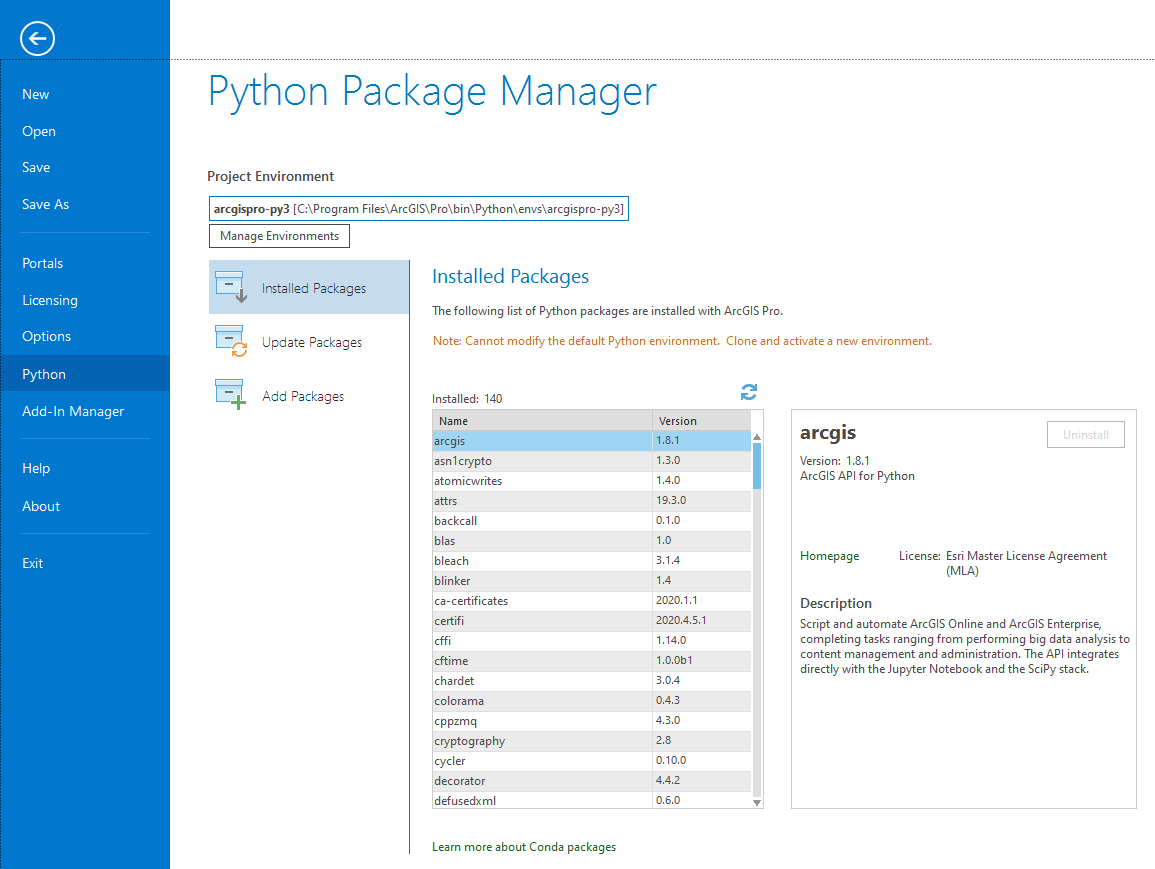 Python Package Manager
New
Open
Save
Save As
Portals
Licensing
Options
Python
Add-In Manager
Help
About
Exit
Project Environment
arcgispro-py3 [C:\Program Files\ArcGIS\Pro\bin\Python\envs\arcgispro-py3]
Manage Environments
Installed Packages
Update Packages
Add Packages
Installed Packages
The following list of Python packages are installed with ArcGIS Pro.
Note: Cannot modify the default Python environment.  Clone and activate a new environment.
Installed: 140
Name Version
arcgis 1.8.1
asn1crypto 1.3.0
atomicwrites 1.4.0
attrs 19.3.0
backcall 0.1.0
blas 1.0
bleach 3.1.4
blinker 1.4
ca-certificates 2020.1.1
certifi 2020.4.5.1
cffi 1.14.0
cftime 1.0.0b1
chardet 3.0.4
colorama 0.4.3
cppzmq 4.3.0
cryptography 2.8
cycler 0.10.0
decorator 4.4.2
defusedxml 0.6.0
Learn more about Conda packages
arcgis
Uninstall
Version: 1.8.1
ArcGIS API for Python
Homepage
License: Esri Master License Agreement
(MLA)
Description
Script and automate ArcGIS Online and ArcGIS Enterprise,
completing tasks ranging from performing big data analysis to
content management and administration. The API integrates
directly with the Jupyter Notebook and the SciPy stack.